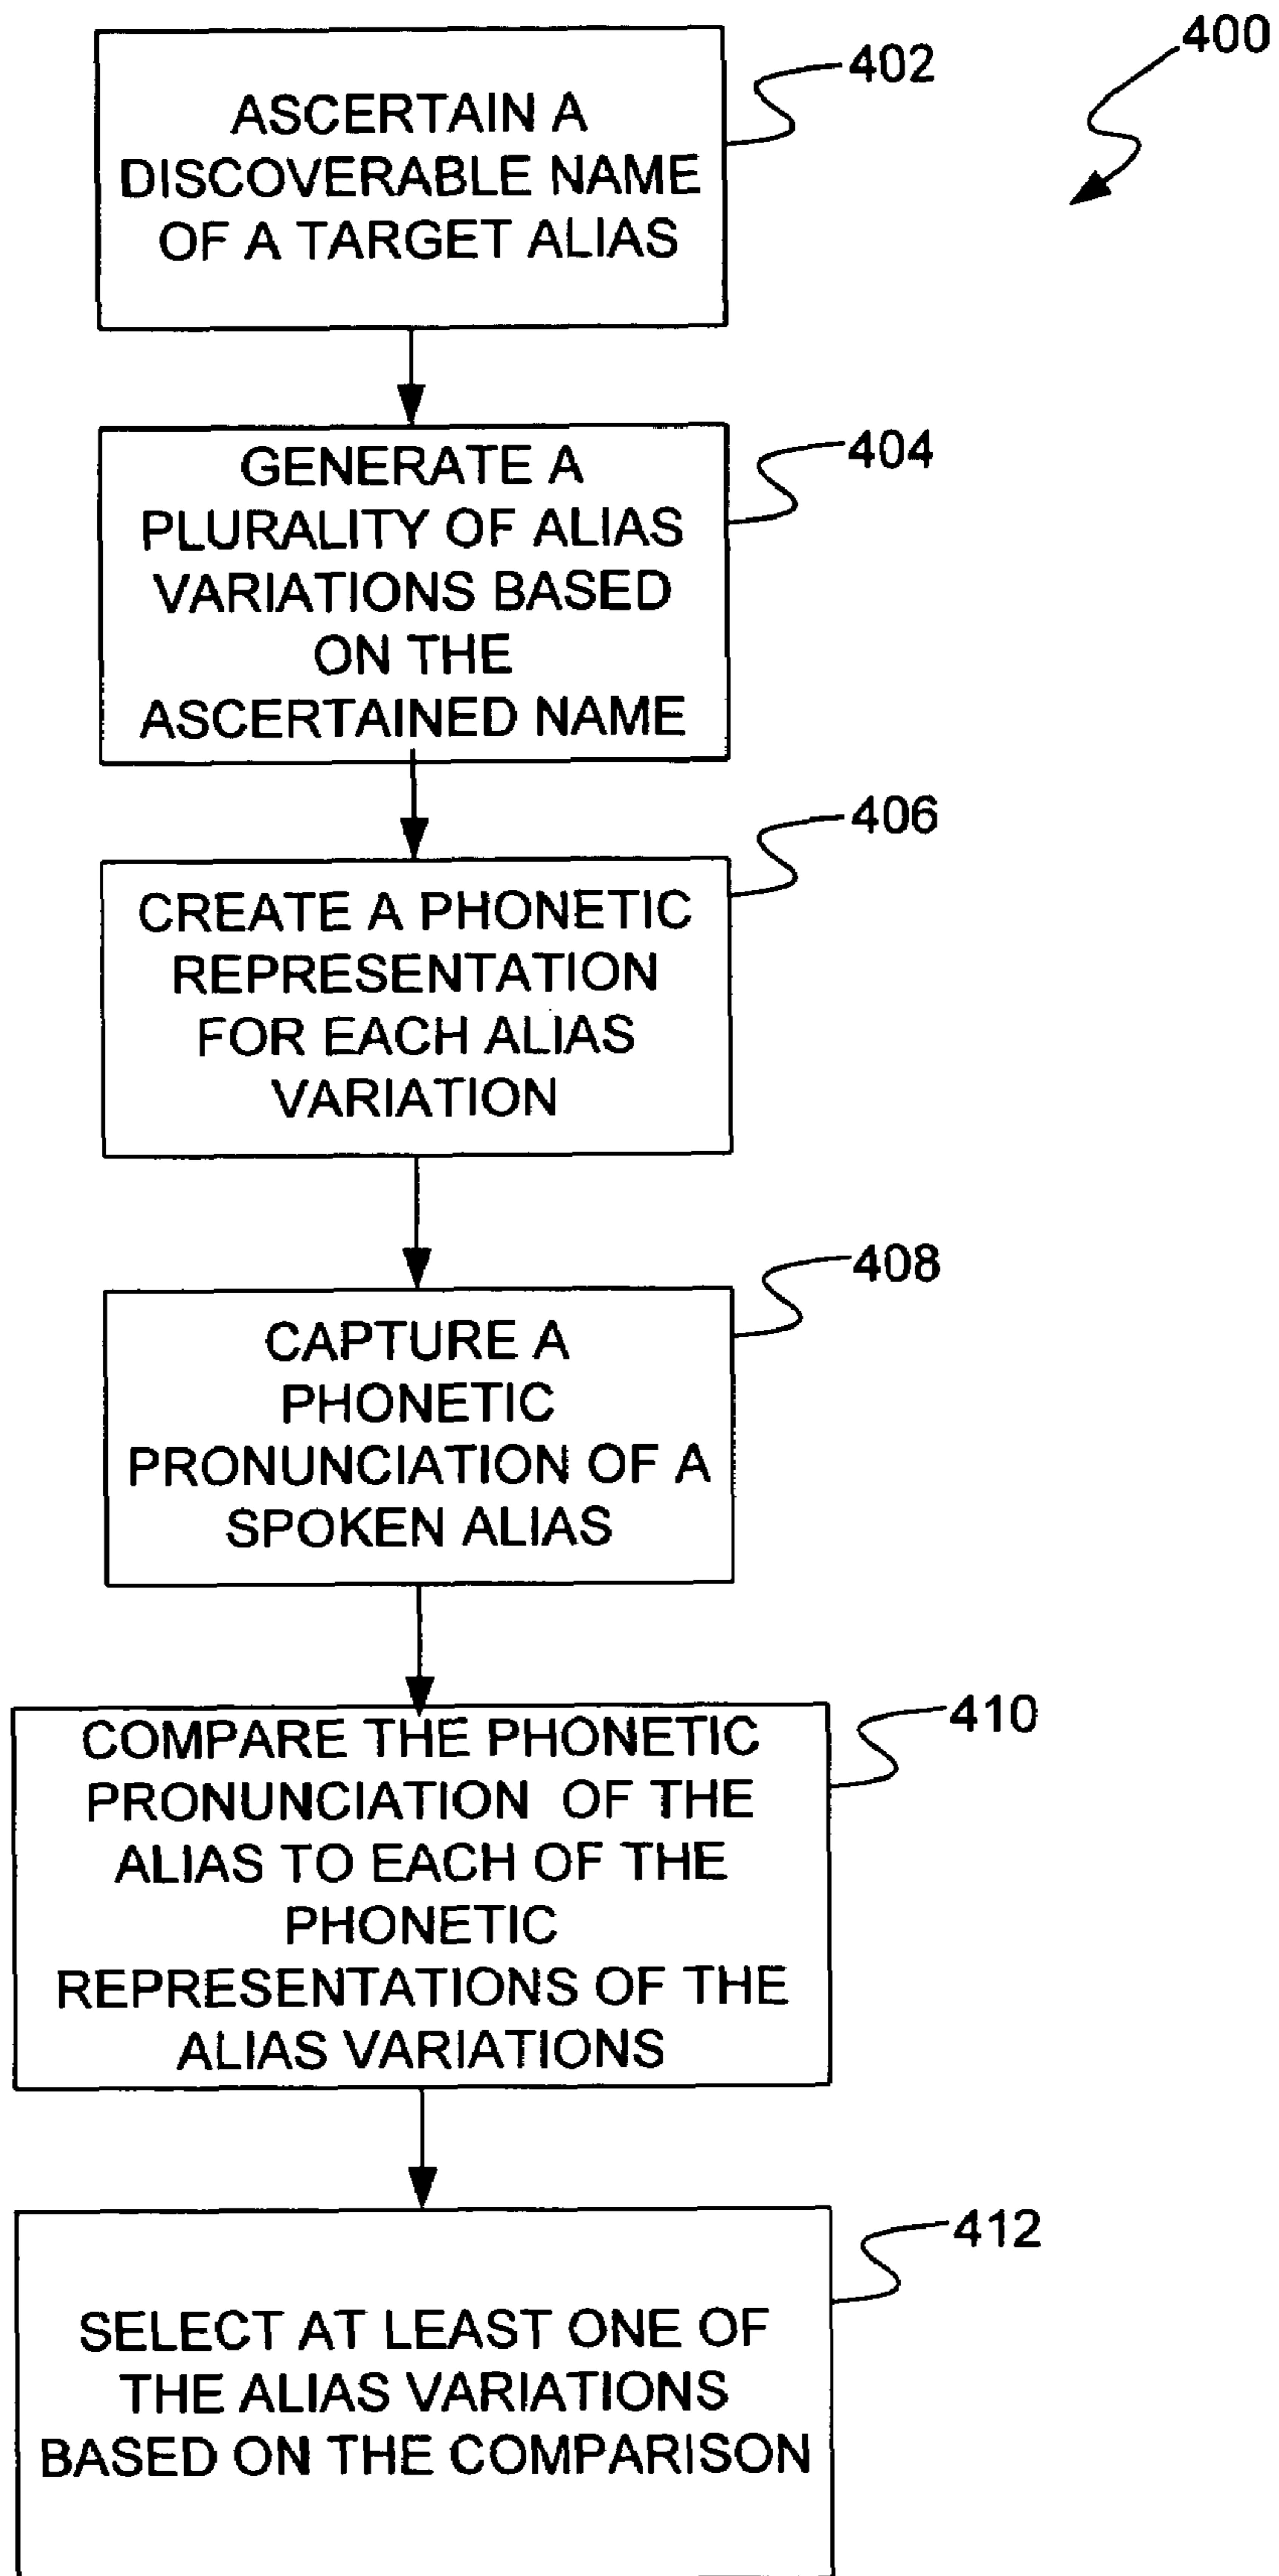 400
402
ASCERTAIN A
DISCOVERABLE NAME
OF A TARGET ALIAS
404
GENERATE A
PLURALITY OF ALIAS
VARIATIONS BASED
ON THE
ASCERTAINED NAME
406
CREATE A PHONETIC
REPRESENTATION
FOR EACH ALIAS
VARIATION
408
CAPTURE A
PHONETIC
PRONUNCIATION OF A
SPOKEN ALIAS
410
COMPARE THE PHONETIC
PRONUNCIATION OF THE
ALIAS TO EACH OF THE
PHONETIC
REPRESENTATIONS OF THE
ALIAS VARIATIONS
412
SELECT AT LEAST ONE OF
THE ALIAS VARIATIONS
BASED ON THE COMPARISON